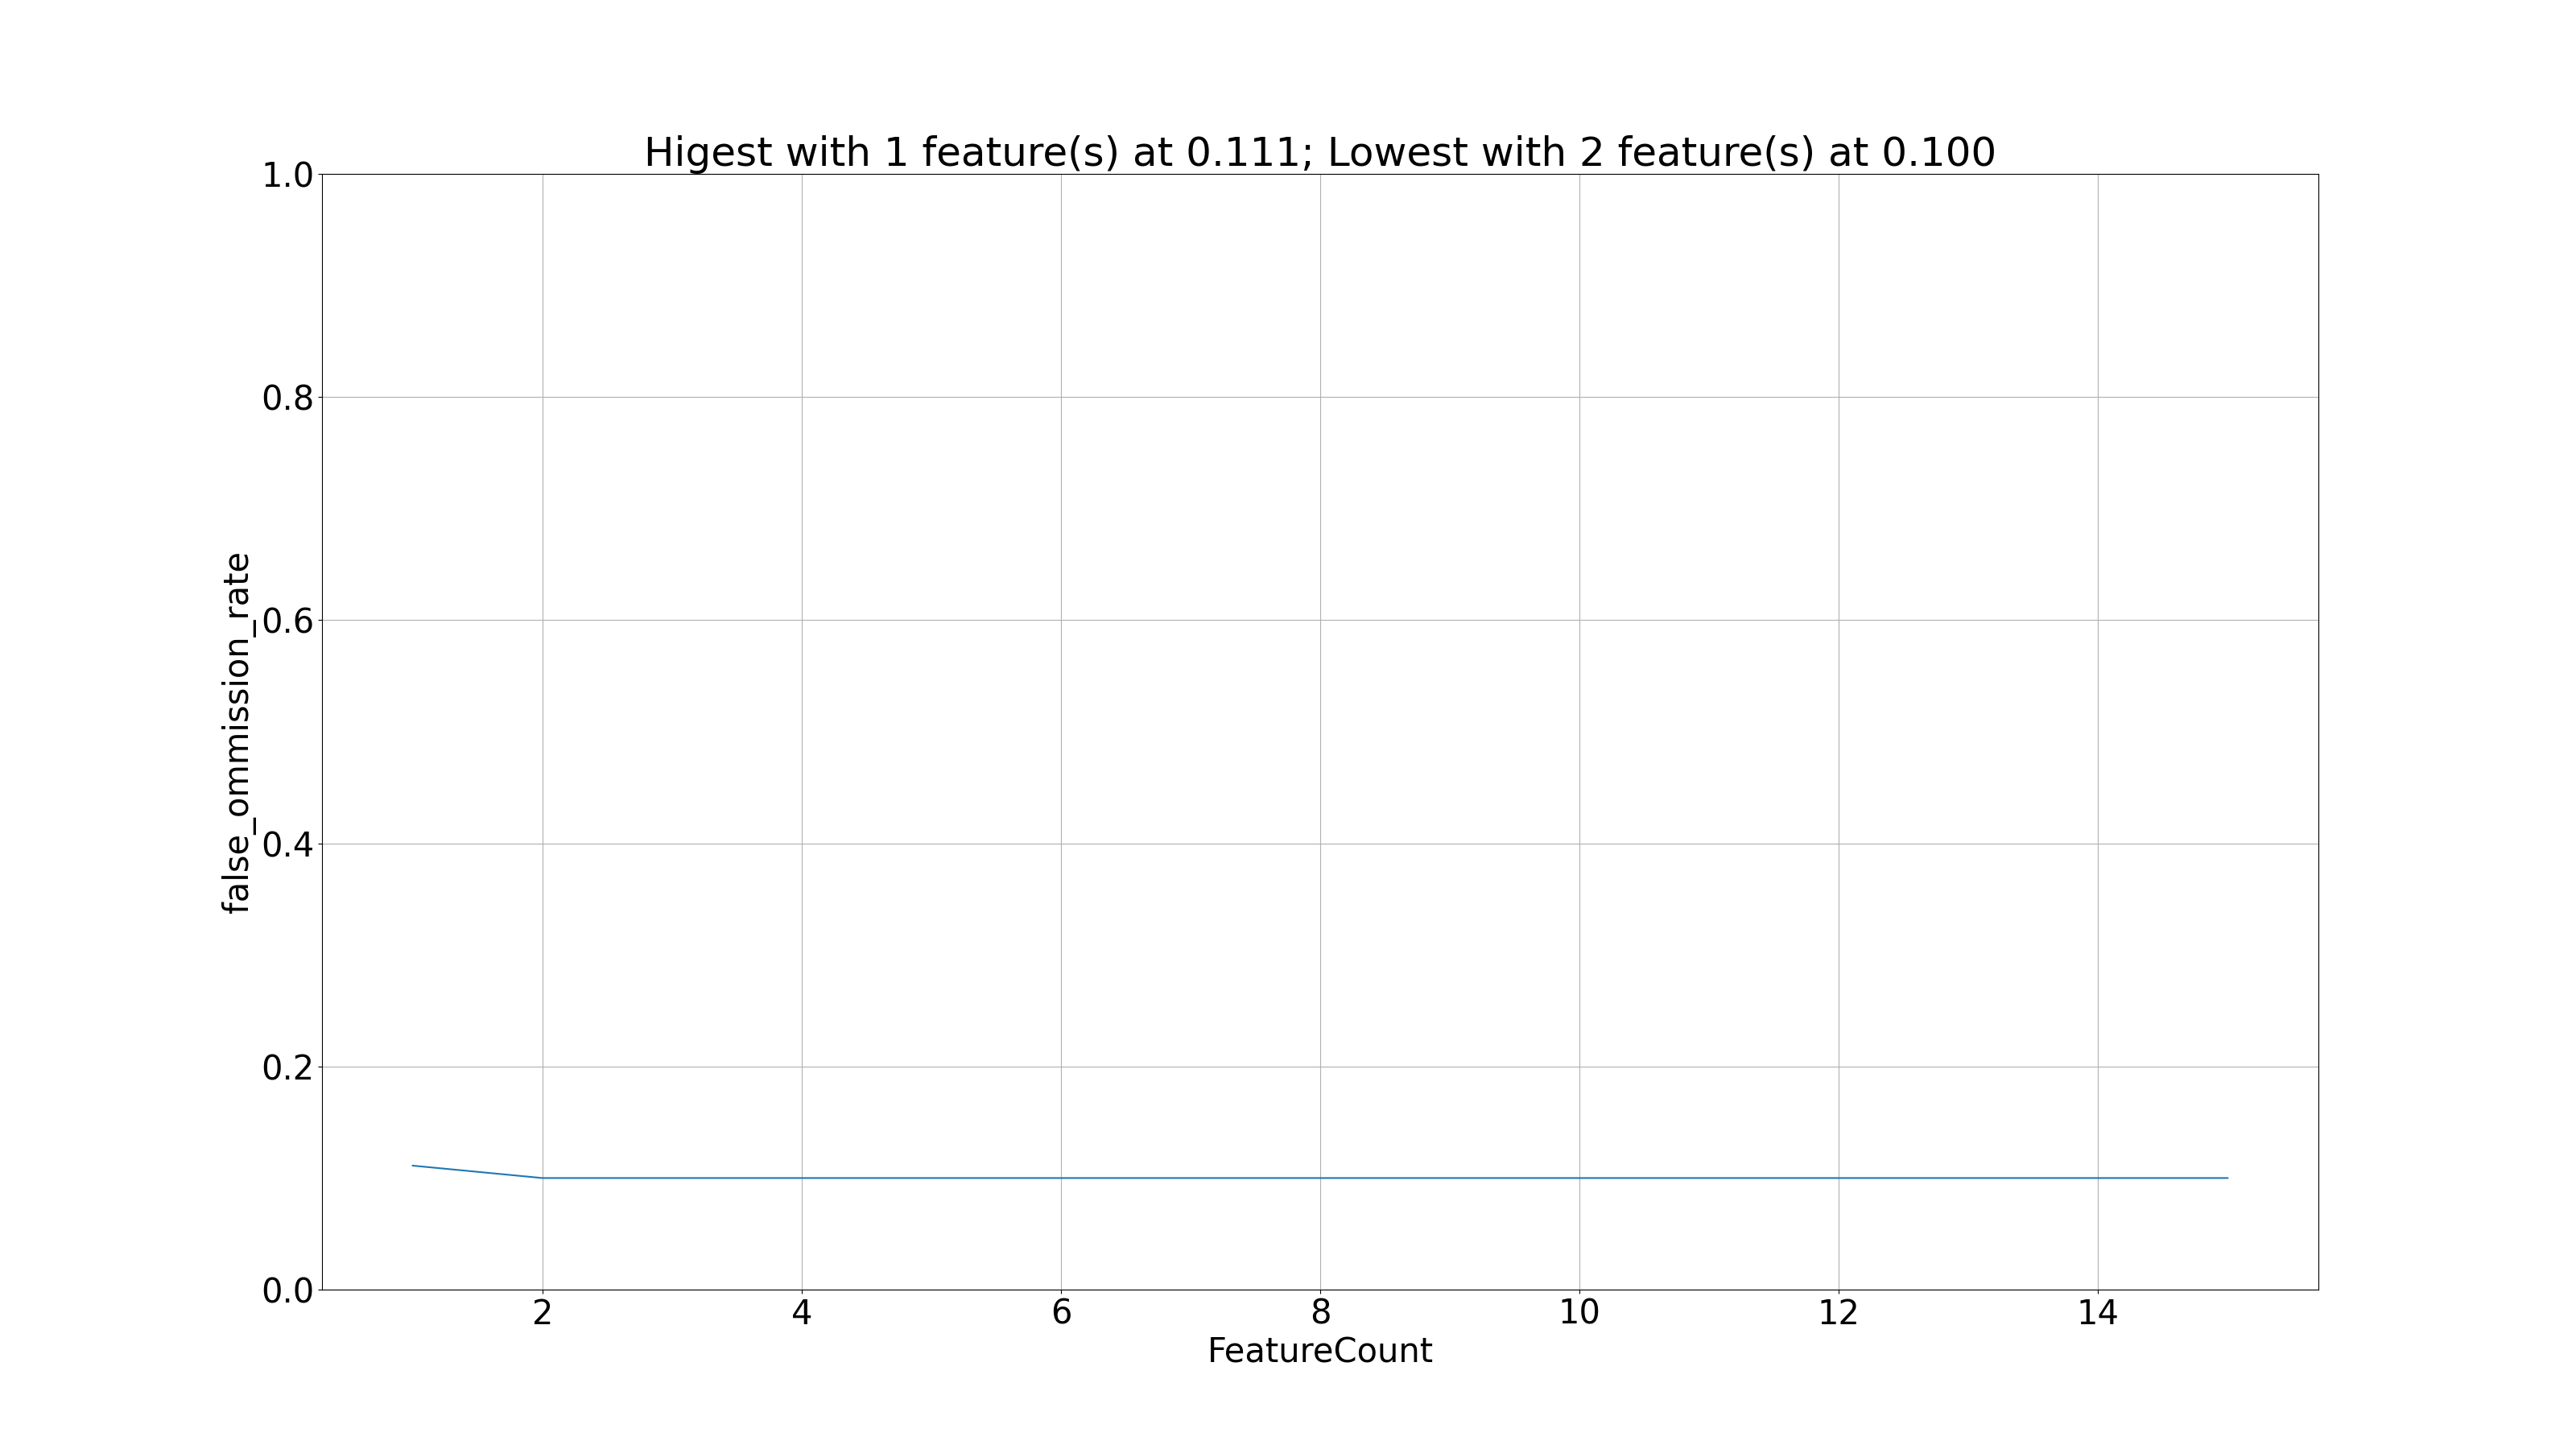 Higest with 1 feature(s) at 0.111; Lowest with 2 feature(s) at 0.100
1.0
0.8
0.6
0.4
0.2
0.0
false_ommission_rate
2 4 6 8 10 12 14
FeatureCount